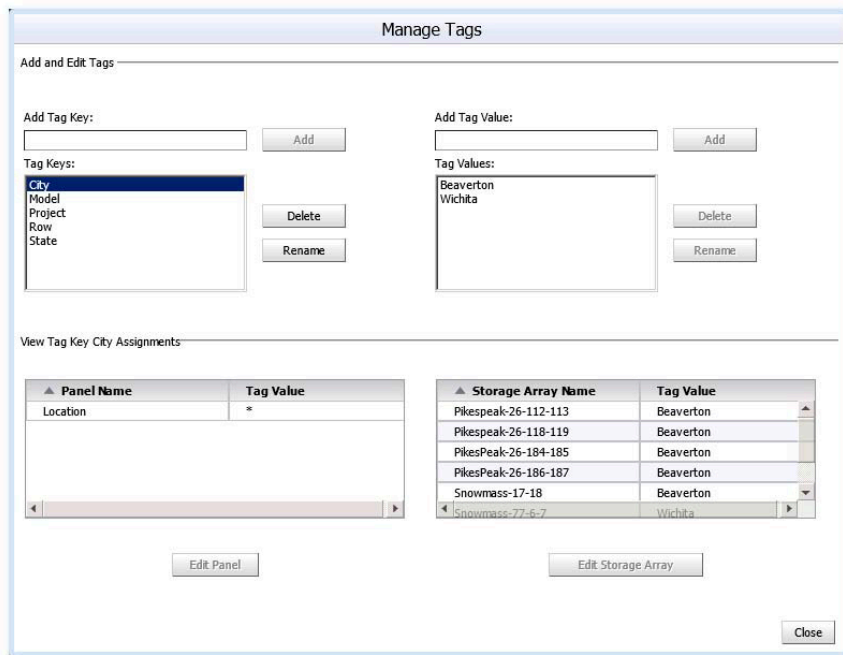 Manage Tags
Add and Edit Tags
Add Tag Key:
Add
Tag Keys:
City
Model
Project
Row
State
Delete
Rename
Add Tag Value:
Add
Tag Values:
Beaverton
Wichita
Delete
Rename
View Tag Key City Assignments
Panel Name Tag Value
Location *
Storage Array Name Tag Value
Pikespeak-26-112-113 Beaverton
Pikespeak-26-118-119 Beaverton
PikesPeak-26-184-185 Beaverton
PikesPeak-26-186-187 Beaverton
Snowmass-17-18 Beaverton
Snowmass-77-6-7 Wichita
Edit Panel
Edit Storage Array
Close